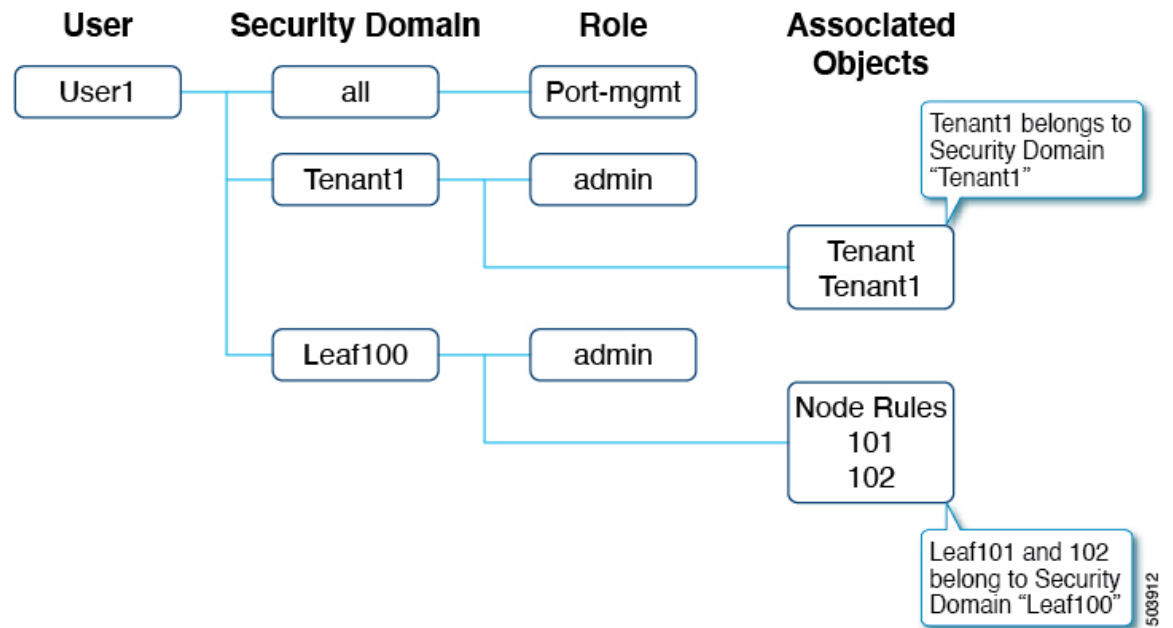 User
Security Domain
Role
Associated
Objects
User1
all
Port-mgmt
Tenant1 belongs to
Security Domain
“Tenant1”
Tenant1
admin
Tenant
Tenant1
Leaf100
admin
Node Rules
101
102
Leaf101 and 102
belong to Security
Domain “Leaf100”
503912